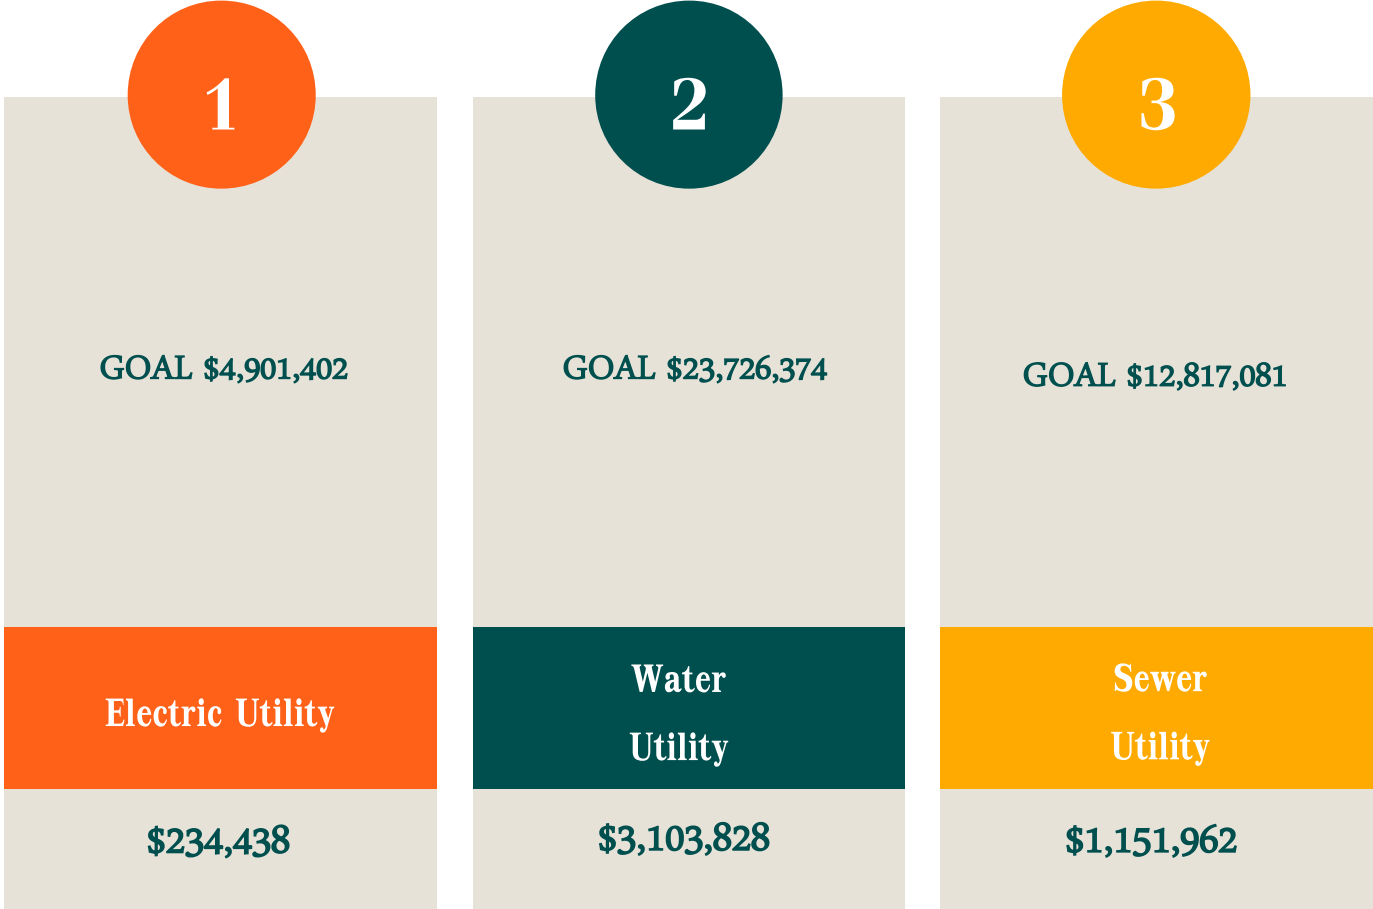 1
GOAL $4,901,402
Electric Utility
$234,438
2
GOAL $23,726,374
Water
Utility
$3,103,828
3
GOAL $12,817,081
Sewer
Utility
$1,151,962